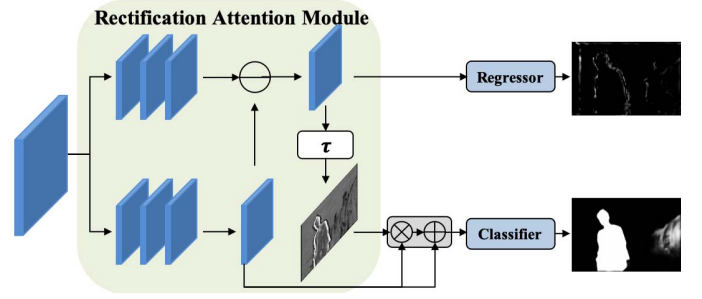 Rectification Attention Module
Regressor
τ
Classifier